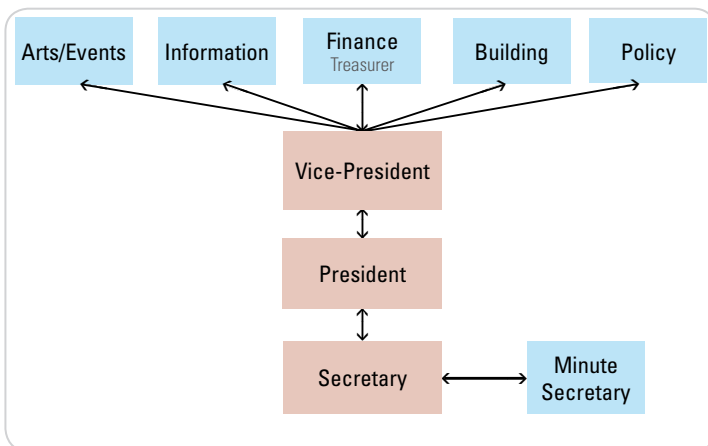 Arts/Events
Information
Finance
Treasurer
Building
Policy
Vice-President
President
Secretary
Minute
Secretary